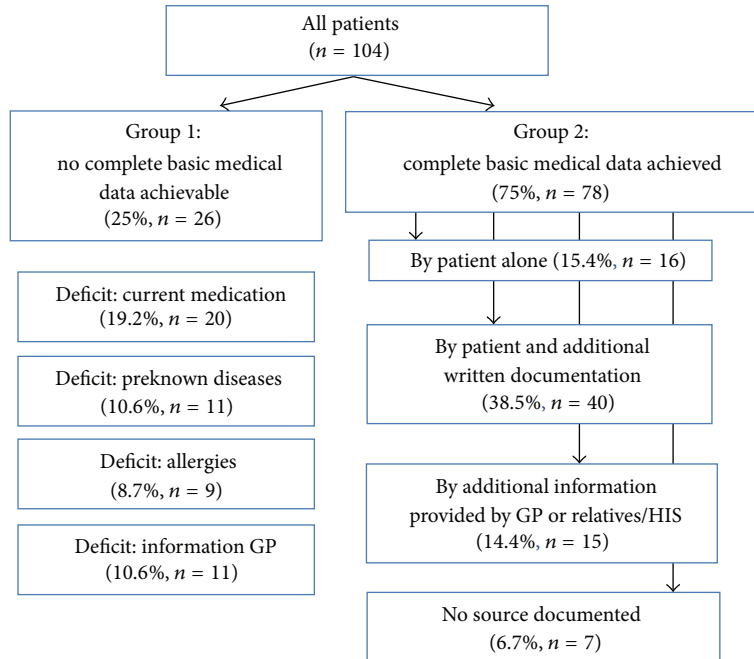 All patients
(n = 104)
Group 1:
no complete basic medical
data achievable
(25%, n = 26)
Group 2:
complete basic medical data achieved
(75%, n = 78)
Deficit: current medication
(19.2%, n = 20)
Deficit: preknown diseases
(10.6%, n = 11)
Deficit: allergies
(8.7%, n = 9)
Deficit: information GP
(10.6%, n = 11)
By patient alone (15.4%, n = 16)
By patient and additional
written documentation
(38.5%, n = 40)
By additional information
provided by GP or relatives/HIS
(14.4%, n = 15)
No source documented
(6.7%, n = 7)